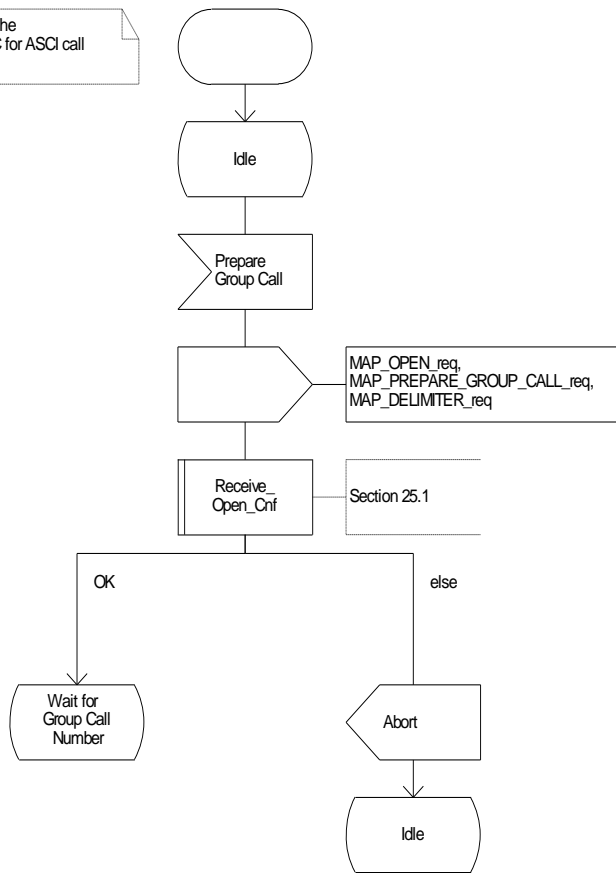 the
for ASCI call
Idle
Prepare
Group Call
MAP_OPEN_req,
MAP_PREPARE_GROUP_CALL_req,
MAP_DELIMITER_req
Receive_
Open_Cnf
Section 25.1
OK
else
Wait for
Group Call
Number
Abort
Idle